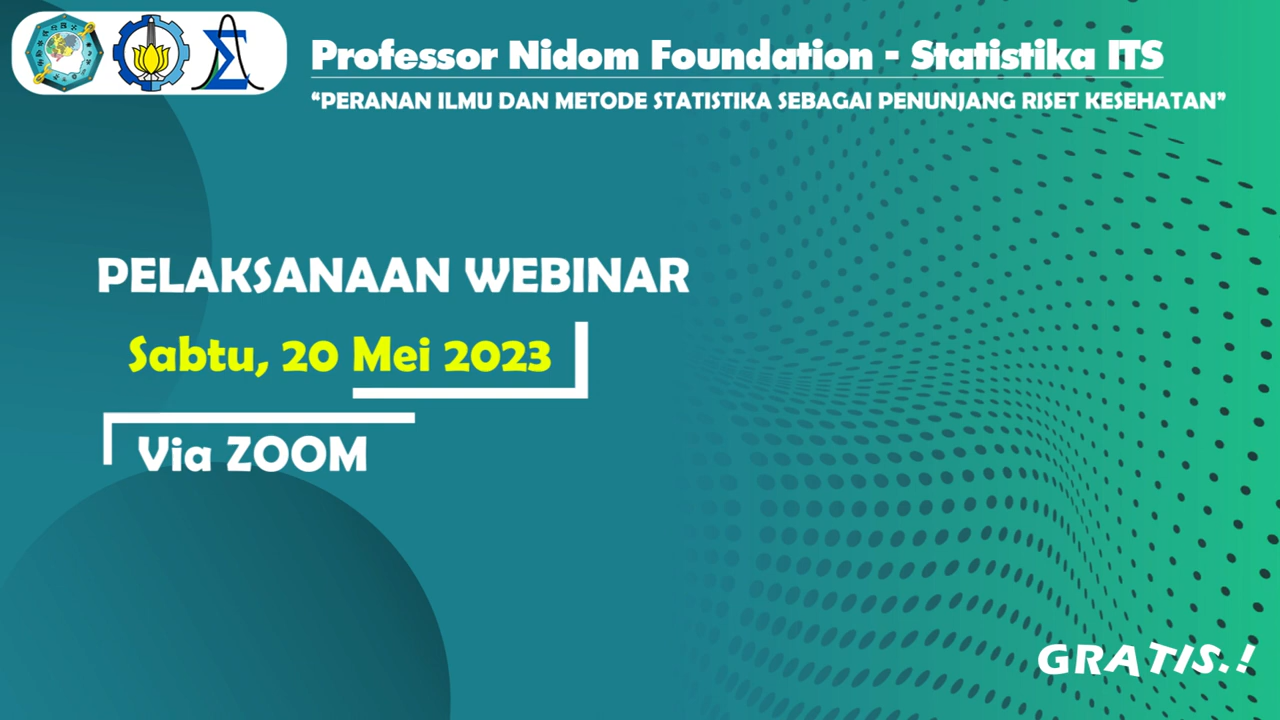 Professor Nidom Foundation - Statistika ITS
“PERANAN ILMU DAN METODE STATISTIKA SEBAGAI PENUNJANG RISET KESEHATAN”
PELAKSANAAN WEBINAR
Sabtu, 20 Mei 2023
Via ZOOM
GRATIS.!